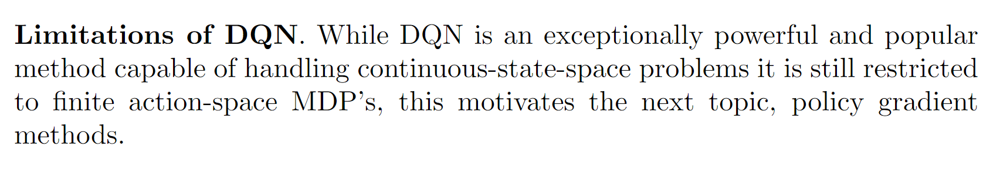 Limitations of DQN. While DQN is an exceptionally powerful and popular
method capable of handling continuous-state-space problems it is still restricted
to finite action-space MDP's, this motivates the next topic, policy gradient
methods.